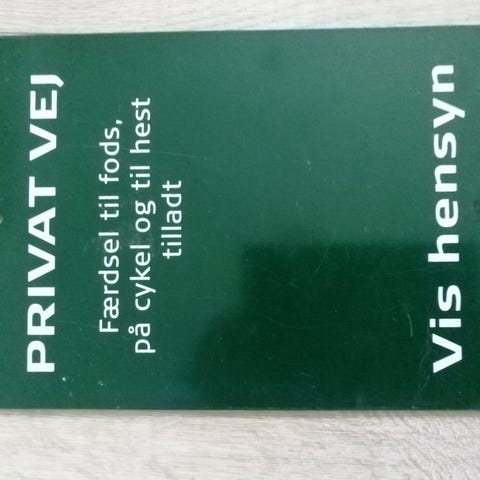 PRIVAT VEJ
Færdsel til fods,
på cykel og til hest
tilladt
Vis hensyn